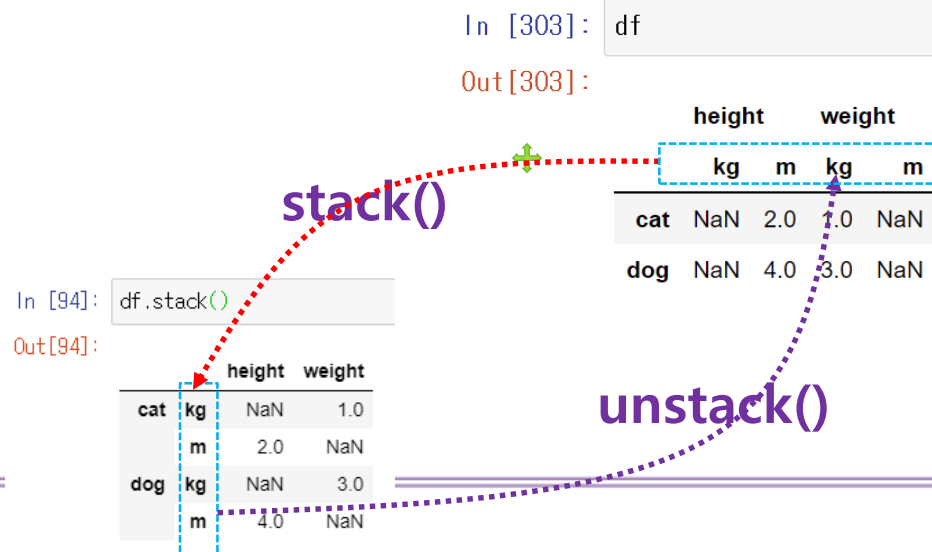 In [303]: df
Out[303]:
height weight
kg m kg m
cat NaN 2.0 1.0 NaN
dog NaN 4.0 3.0 NaN
stack()
In [94]: df.stack()
Out[94]:
height weight
cat kg NaN 1.0
m 2.0 NaN
dog kg NaN 3.0
m 4.0 NaN
unstack()